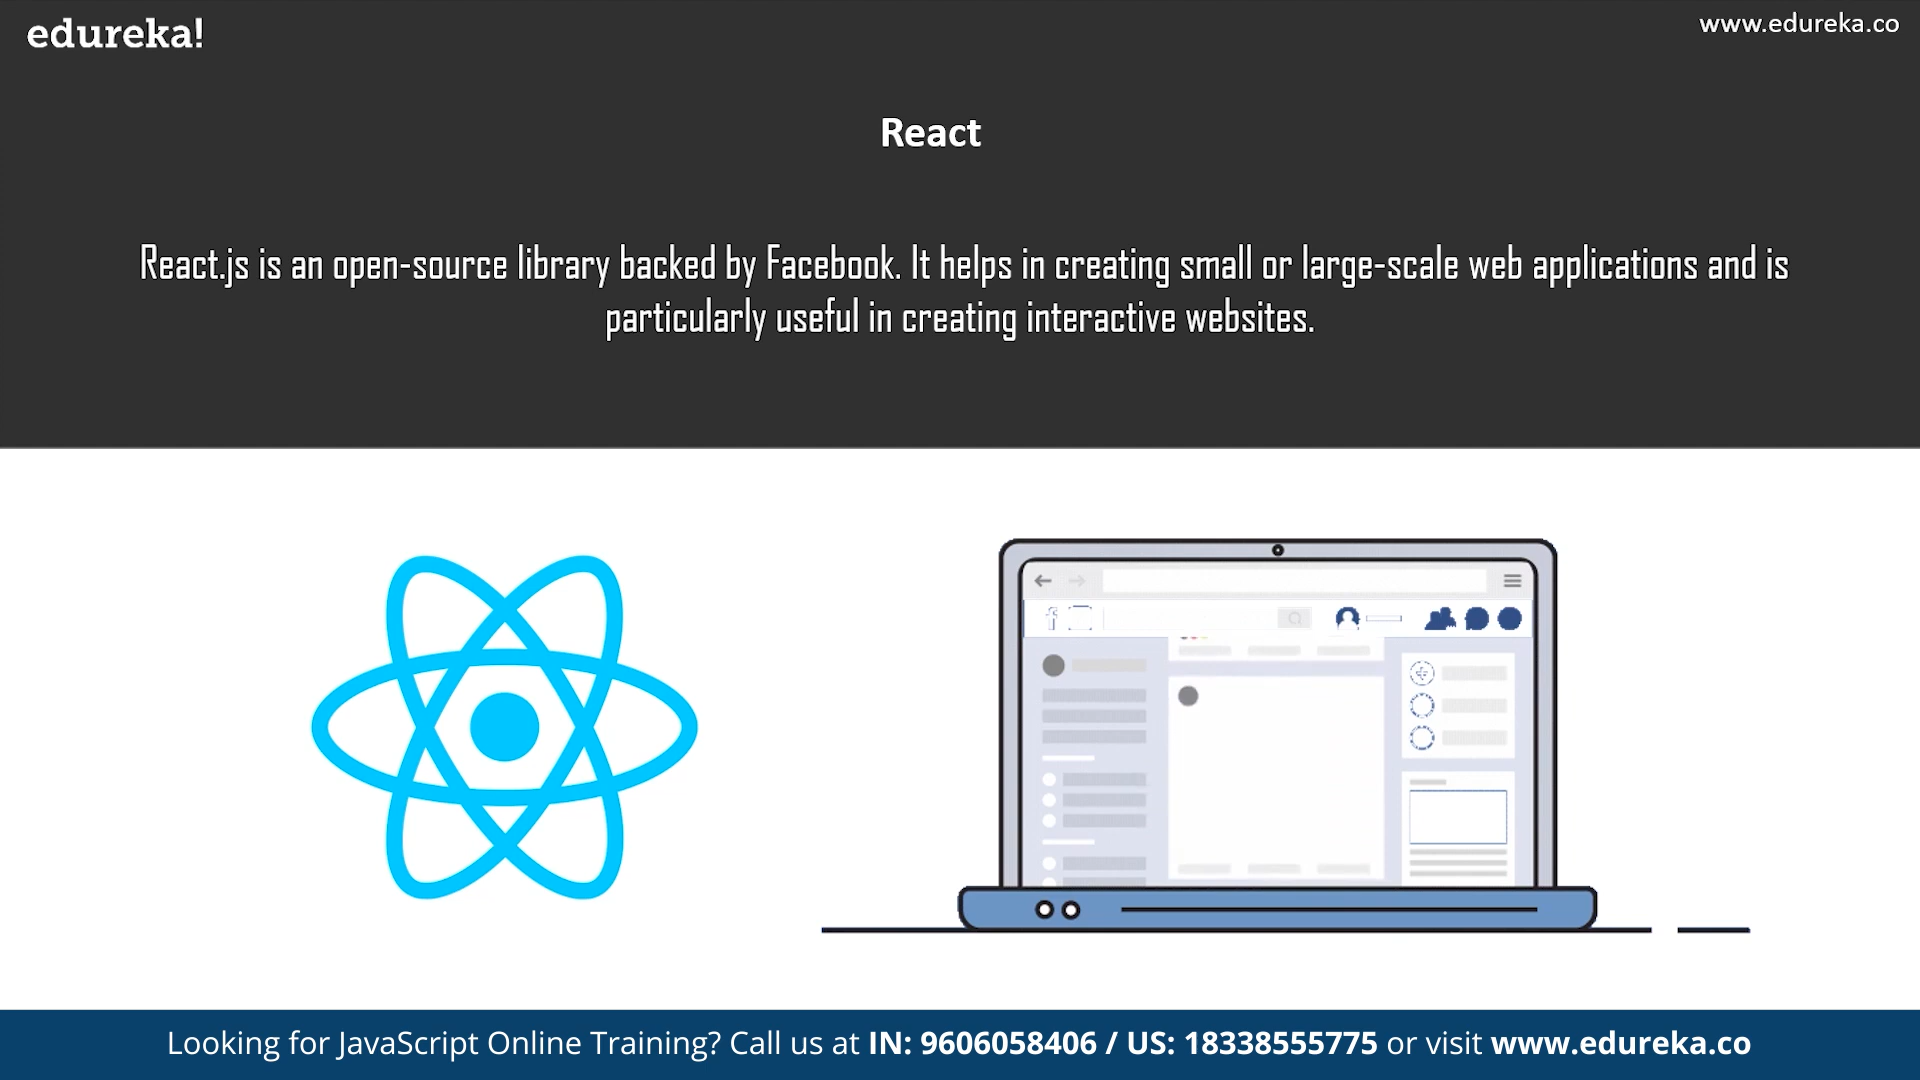 edureka!
www.edureka.co
React
React.js is an open-source library backed by Facebook. It helps in creating small or large-scale web applications and is
particularly useful in creating interactive websites.
f
Looking for JavaScript Online Training? Call us at IN: 9606058406 / US: 18338555775 or visit www.edureka.co